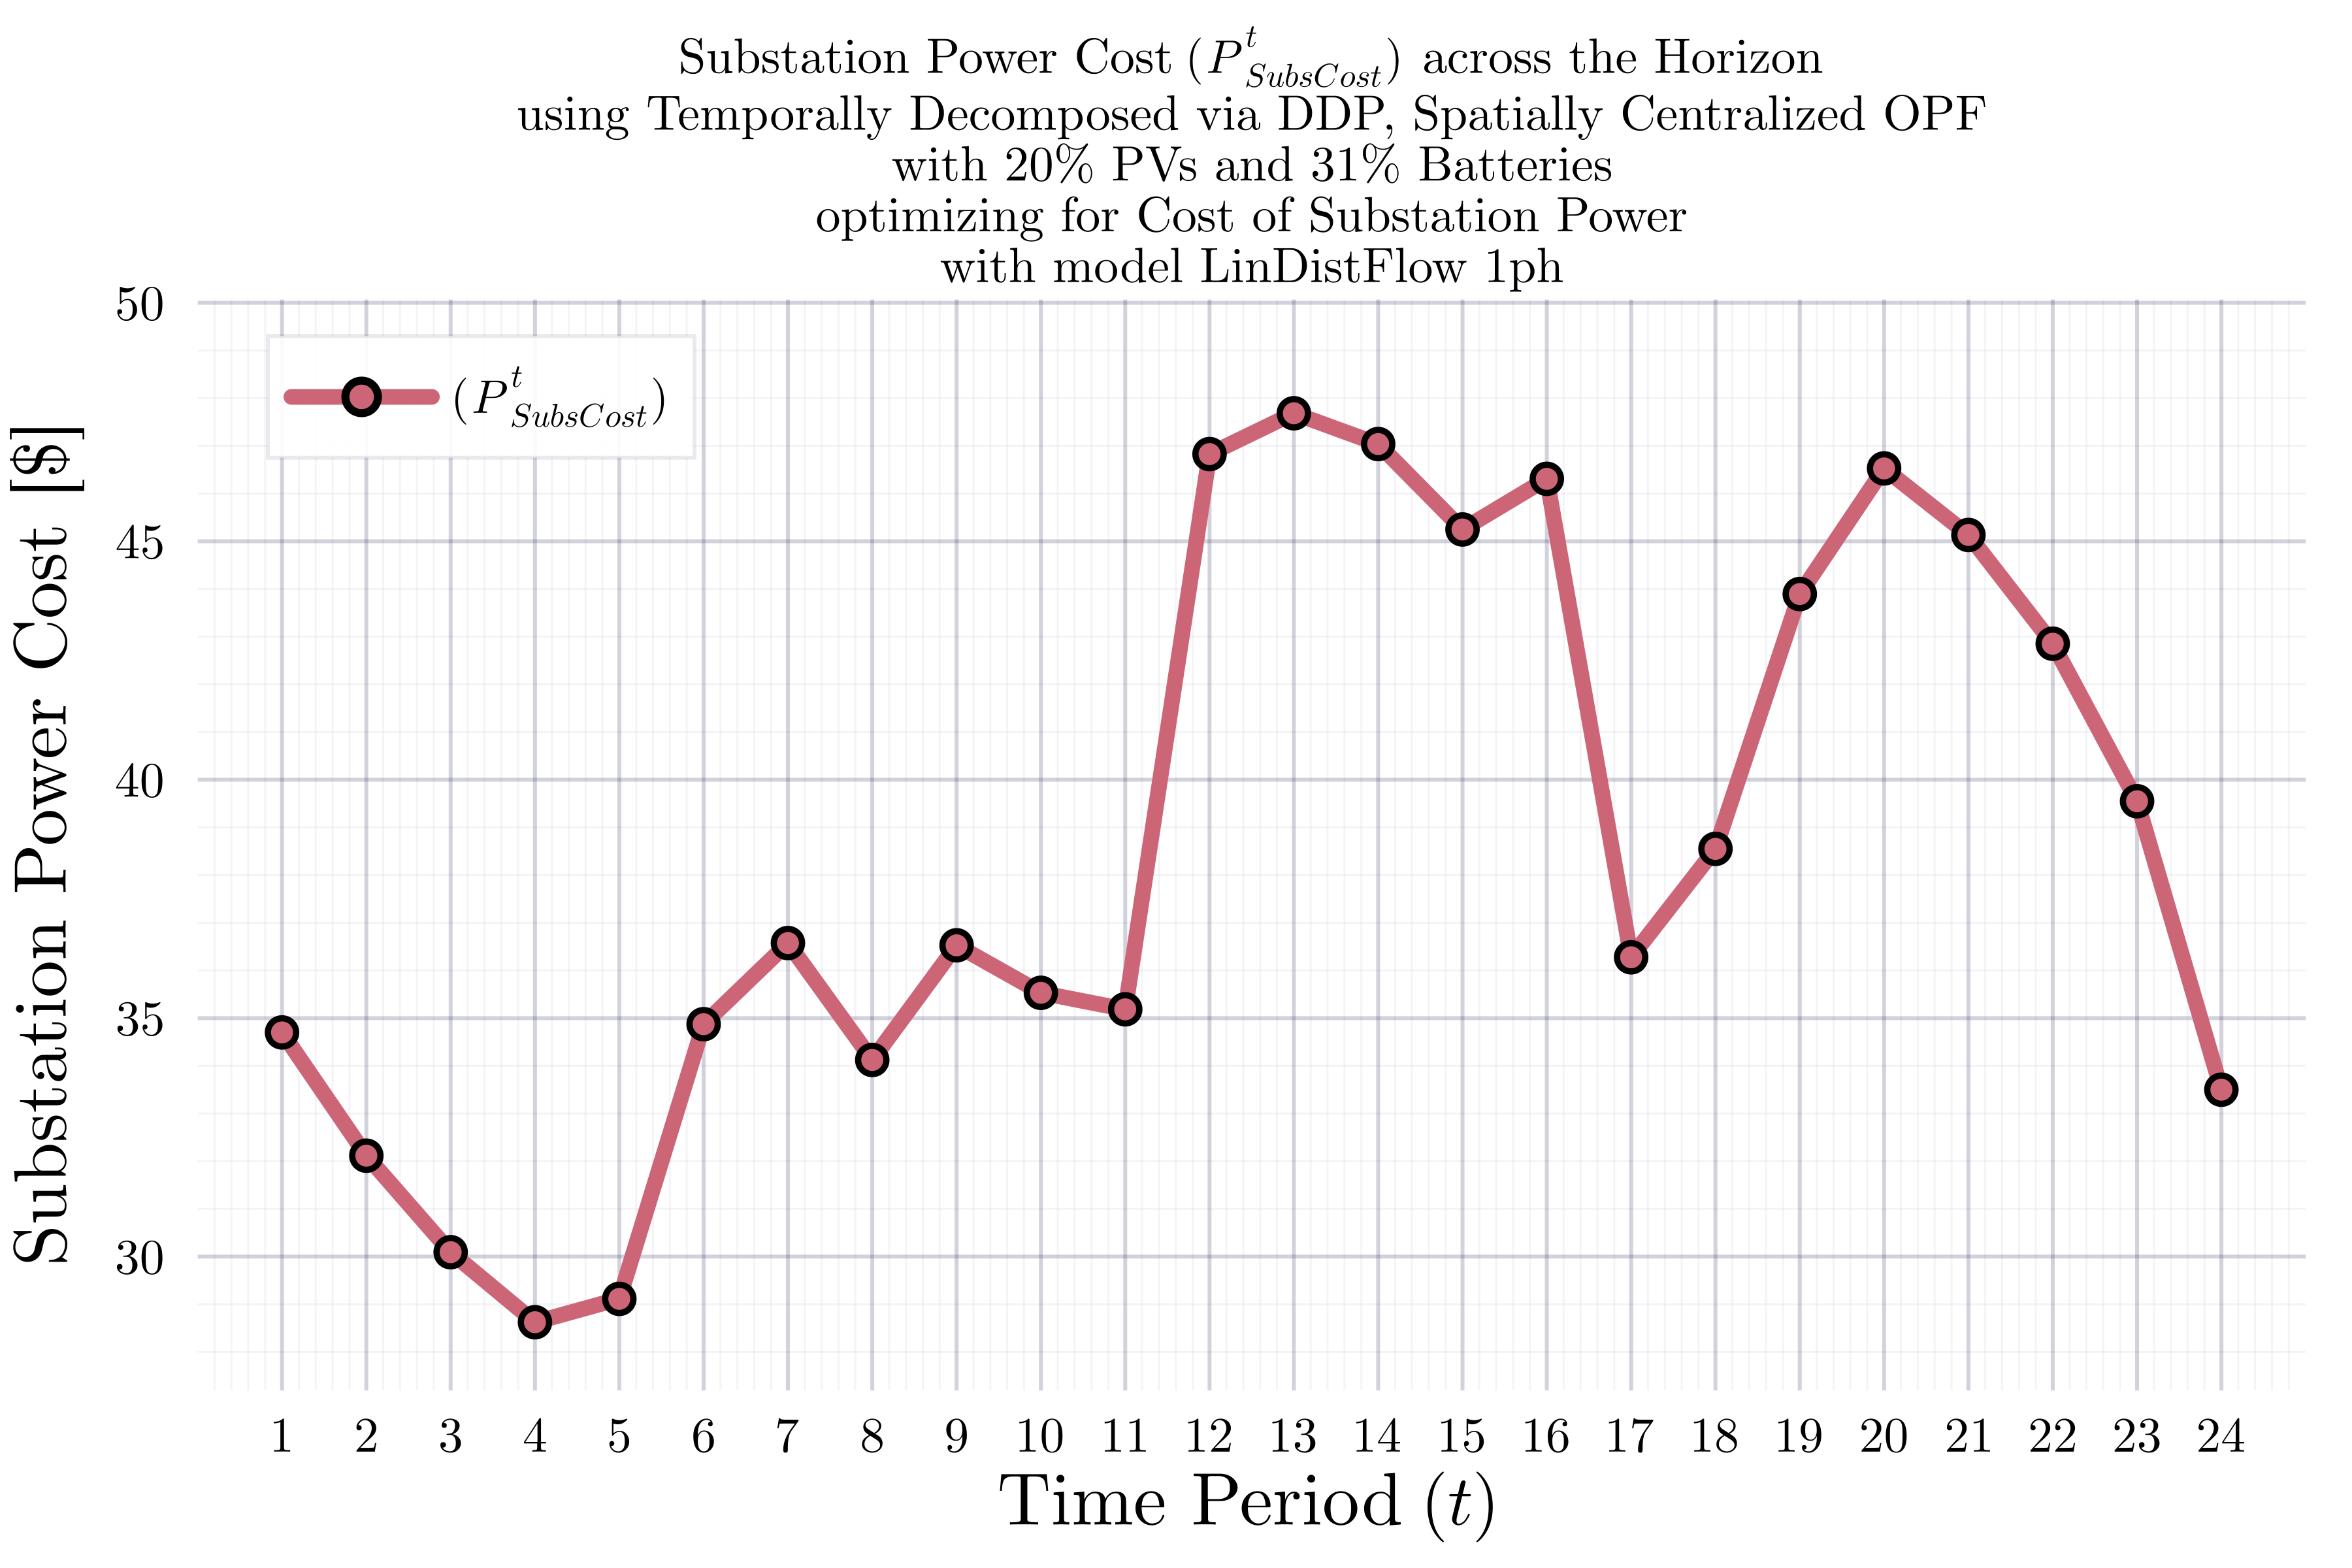 Substation Power Cost (P^t_SubsCost) across the Horizon
using Temporally Decomposed via DDP, Spatially Centralized OPF
with 20% PVs and 31% Batteries
optimizing for Cost of Substation Power
with model LinDistFlow 1ph
(P^t_SubsCost)
Substation Power Cost [$]
50
45
40
35
30
1 2 3 4 5 6 7 8 9 10 11 12 13 14 15 16 17 18 19 20 21 22 23 24
Time Period (t)